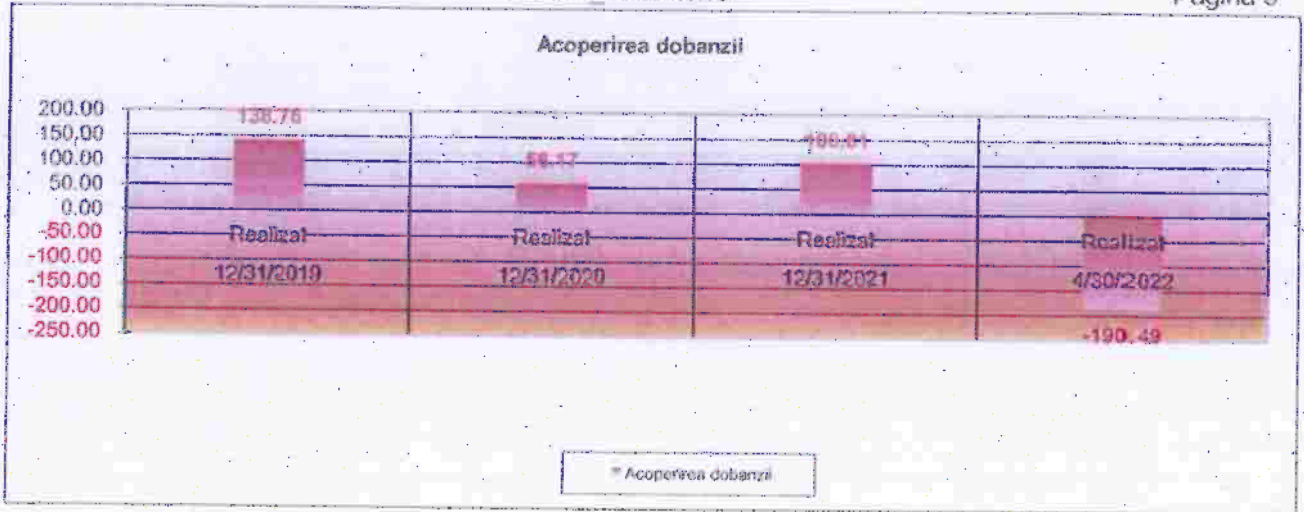 Pagina
Acoperirea dobanzii
200.00
150.00
100.00
50.00
0.00
-50.00
-100.00
-150.00
-200.00
-250.00
138.76
Realizat Realizat Realizat Realizat
12/31/2019 12/31/2020 12/31/2021 4/30/2022
-190.49
Acoperirea dobanzii